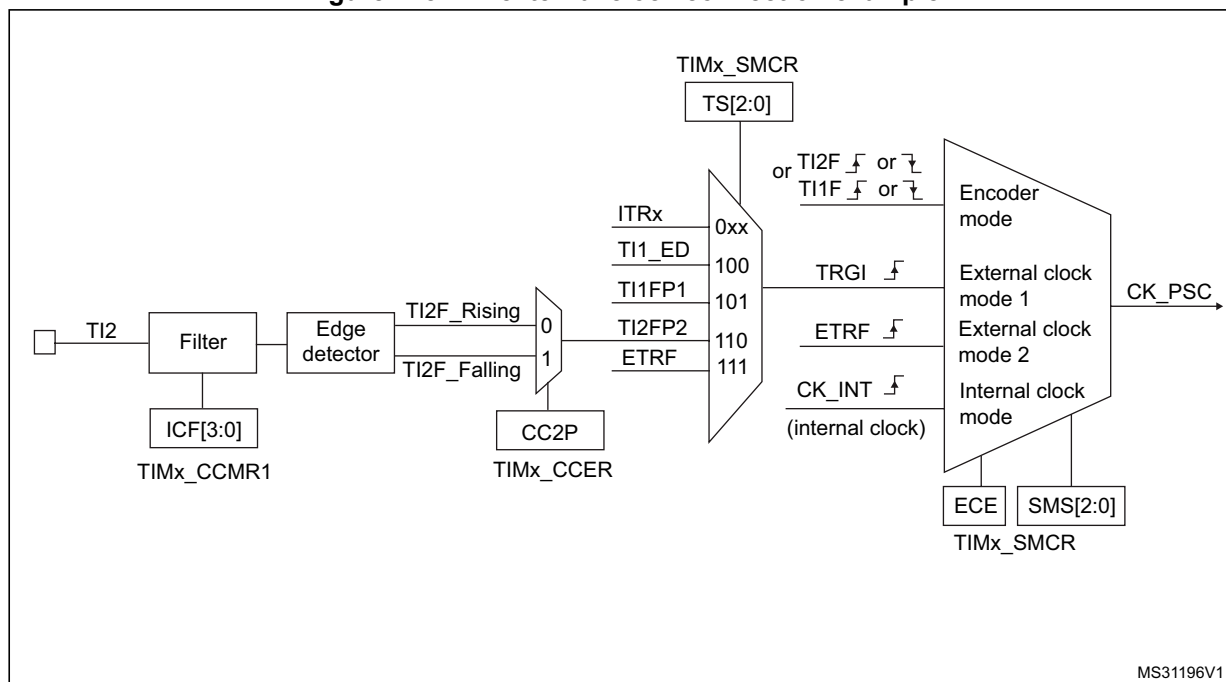 TIMx_SMCR
TS[2:0]
or TI2F or
TI1F or
Encoder
mode
ITRx
0xx
TI1_ED
100
TRGI
External clock
mode 1
CK_PSC
TI1FP1
101
TI2F_Rising
0
TI2
Filter
Edge
detector
TI2FP2
110
ETRF
External clock
mode 2
1
TI2F_Falling
ETRF
111
CK_INT
Internal clock
mode
(internal clock)
ICF[3:0]
TIMx_CCMR1
CC2P
TIMx_CCER
ECE
SMS[2:0]
TIMx_SMCR
MS31196V1